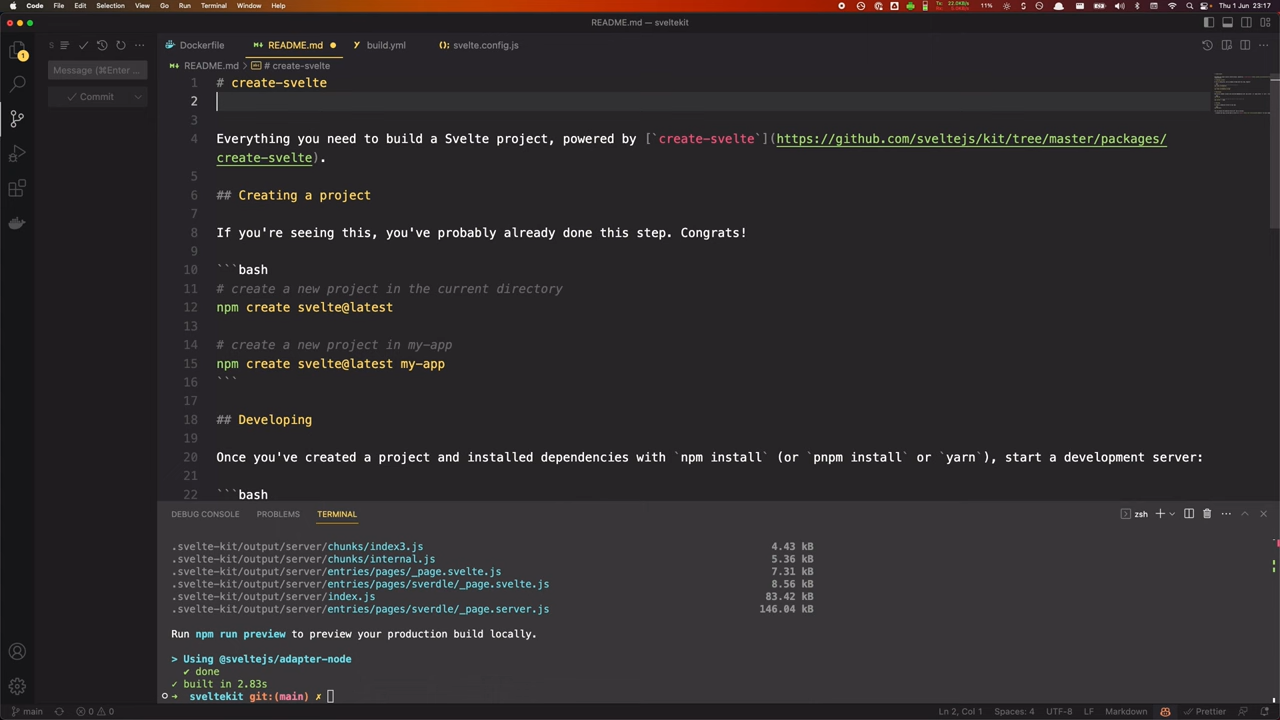 Code File Edit Selection View Go Run Terminal Window Help
11% Thu 1 Jun 23:17
README.md — sveltekit
Dockerfile README.md build.yml svelte.config.js
README.md > # create-svelte
1
S
Message (⌘Enter ...
Commit
1 # create-svelte
2
3
4 Everything you need to build a Svelte project, powered by [`create-svelte`](https://github.com/sveltejs/kit/tree/master/packages/
create-svelte).
5
6 ## Creating a project
7
8 If you're seeing this, you've probably already done this step. Congrats!
9
10 ```bash
11 # create a new project in the current directory
12 npm create svelte@latest
13
14 # create a new project in my-app
15 npm create svelte@latest my-app
16 ```
17
18 ## Developing
19
20 Once you've created a project and installed dependencies with `npm install` (or `pnpm install` or `yarn`), start a development server:
21
22 ```bash
DEBUG CONSOLE PROBLEMS TERMINAL
zsh
.svelte-kit/output/server/chunks/index3.js 4.43 kB
.svelte-kit/output/server/chunks/internal.js 5.36 kB
.svelte-kit/output/server/entries/pages/_page.svelte.js 7.31 kB
.svelte-kit/output/server/entries/pages/sverdle/_page.svelte.js 8.56 kB
.svelte-kit/output/server/index.js 83.42 kB
.svelte-kit/output/server/entries/pages/sverdle/_page.server.js 146.04 kB
Run npm run preview to preview your production build locally.
> Using @sveltejs/adapter-node
✔ done
✓ built in 2.83s
➜ sveltekit git:(main) ✗
main 0 0 Ln 2, Col 1 Spaces: 4 UTF-8 LF Markdown Prettier